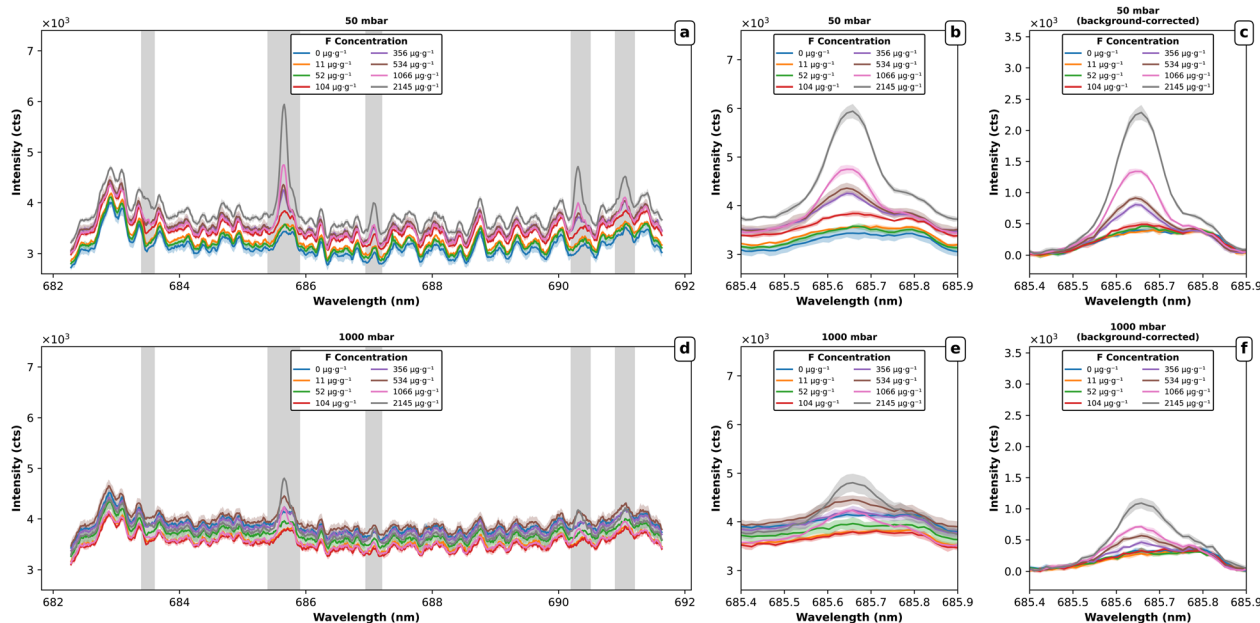 50 mbar
×10³
a
F Concentration
0 µg·g⁻¹ 356 µg·g⁻¹
11 µg·g⁻¹ 534 µg·g⁻¹
52 µg·g⁻¹ 1066 µg·g⁻¹
104 µg·g⁻¹ 2145 µg·g⁻¹
7
6
5
4
3
Intensity (cts)
682 684 686 688 690 692
Wavelength (nm)
50 mbar
×10³
b
F Concentration
0 µg·g⁻¹ 356 µg·g⁻¹
11 µg·g⁻¹ 534 µg·g⁻¹
52 µg·g⁻¹ 1066 µg·g⁻¹
104 µg·g⁻¹ 2145 µg·g⁻¹
7
6
5
4
3
Intensity (cts)
685.4 685.5 685.6 685.7 685.8 685.9
Wavelength (nm)
50 mbar
(background-corrected)
×10³
c
F Concentration
0 µg·g⁻¹ 356 µg·g⁻¹
11 µg·g⁻¹ 534 µg·g⁻¹
52 µg·g⁻¹ 1066 µg·g⁻¹
104 µg·g⁻¹ 2145 µg·g⁻¹
3.5
3.0
2.5
2.0
1.5
1.0
0.5
0.0
Intensity (cts)
685.4 685.5 685.6 685.7 685.8 685.9
Wavelength (nm)
1000 mbar
×10³
d
F Concentration
0 µg·g⁻¹ 356 µg·g⁻¹
11 µg·g⁻¹ 534 µg·g⁻¹
52 µg·g⁻¹ 1066 µg·g⁻¹
104 µg·g⁻¹ 2145 µg·g⁻¹
7
6
5
4
3
Intensity (cts)
682 684 686 688 690 692
Wavelength (nm)
1000 mbar
×10³
e
F Concentration
0 µg·g⁻¹ 356 µg·g⁻¹
11 µg·g⁻¹ 534 µg·g⁻¹
52 µg·g⁻¹ 1066 µg·g⁻¹
104 µg·g⁻¹ 2145 µg·g⁻¹
7
6
5
4
3
Intensity (cts)
685.4 685.5 685.6 685.7 685.8 685.9
Wavelength (nm)
1000 mbar
(background-corrected)
×10³
f
F Concentration
0 µg·g⁻¹ 356 µg·g⁻¹
11 µg·g⁻¹ 534 µg·g⁻¹
52 µg·g⁻¹ 1066 µg·g⁻¹
104 µg·g⁻¹ 2145 µg·g⁻¹
3.5
3.0
2.5
2.0
1.5
1.0
0.5
0.0
Intensity (cts)
685.4 685.5 685.6 685.7 685.8 685.9
Wavelength (nm)